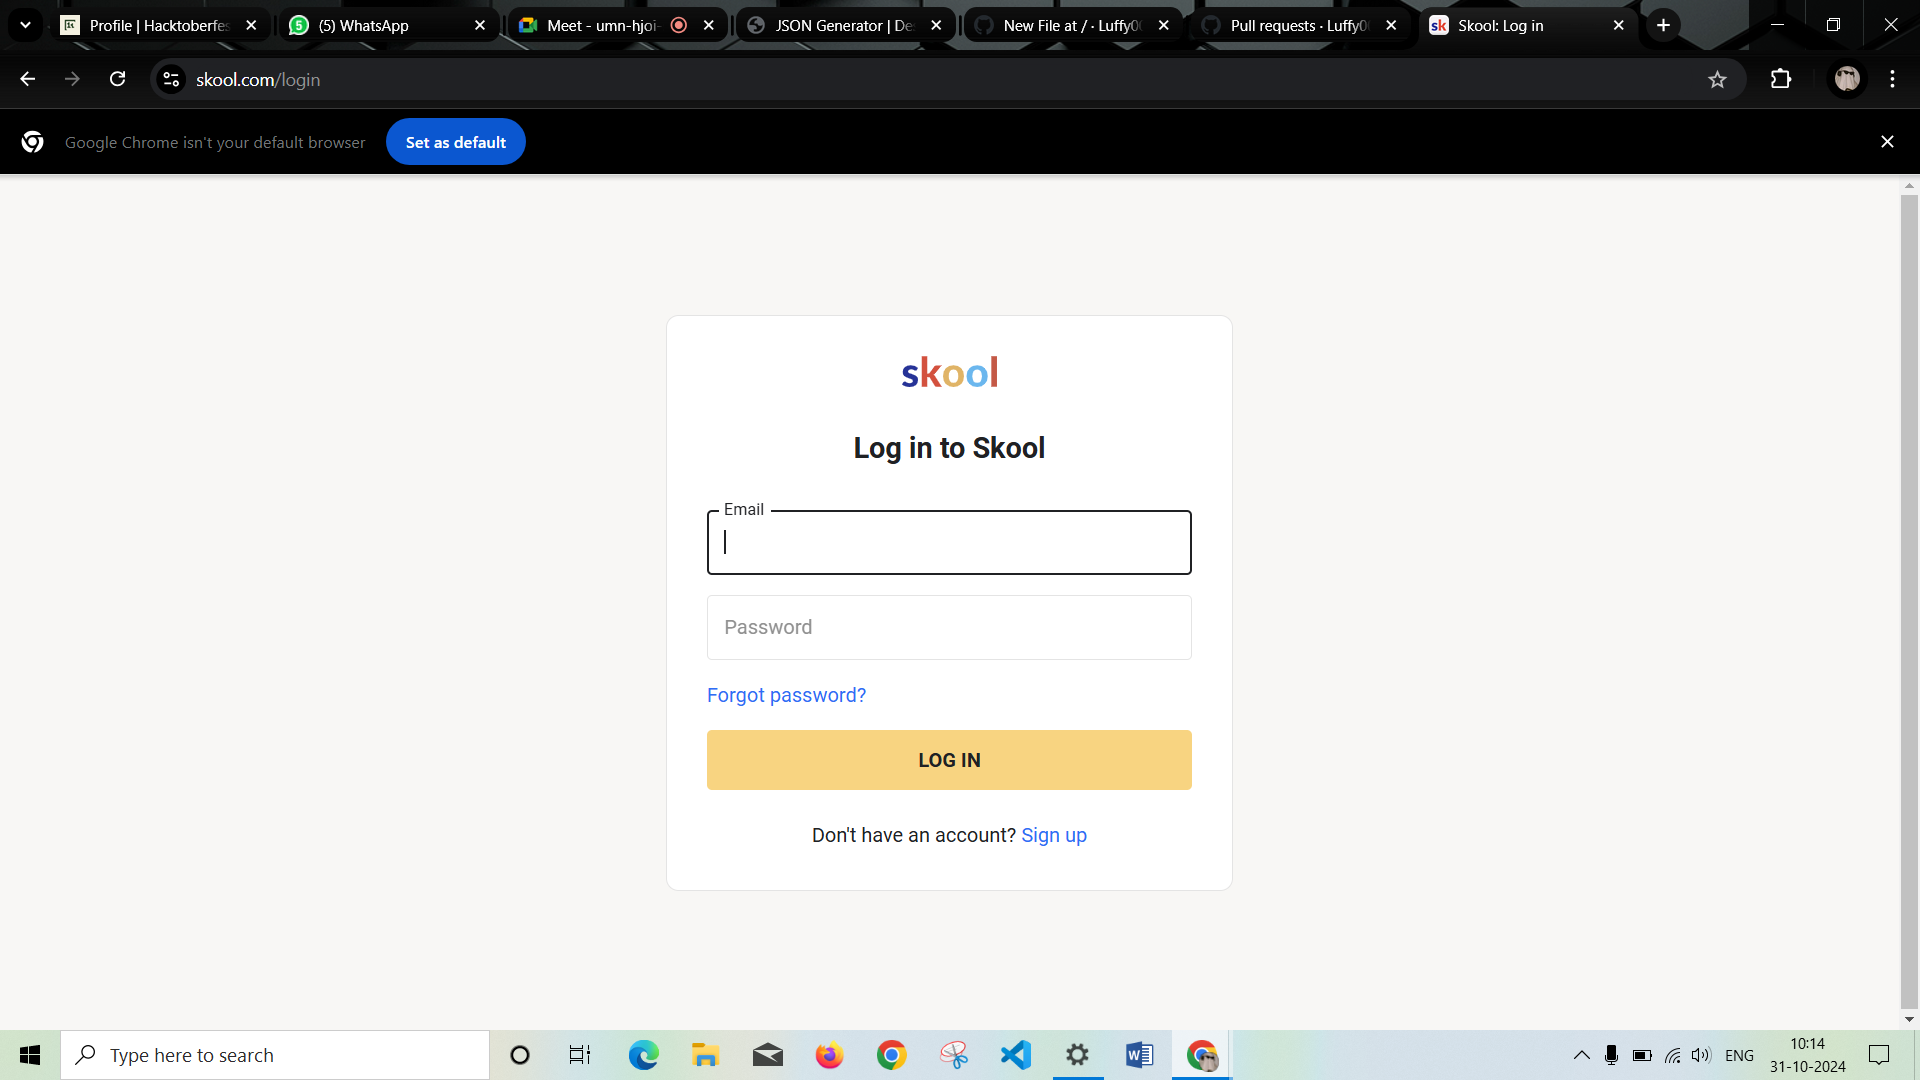 Profile | Hacktoberfes
(5) WhatsApp
Meet - umn-hjoi-
JSON Generator | De
New File at / · Luffy0
Pull requests · Luffy0
Skool: Log in
skool.com/login
Google Chrome isn't your default browser
Set as default
skool
Log in to Skool
Email
Password
Forgot password?
LOG IN
Don't have an account? Sign up
Type here to search
ENG
10:14
31-10-2024